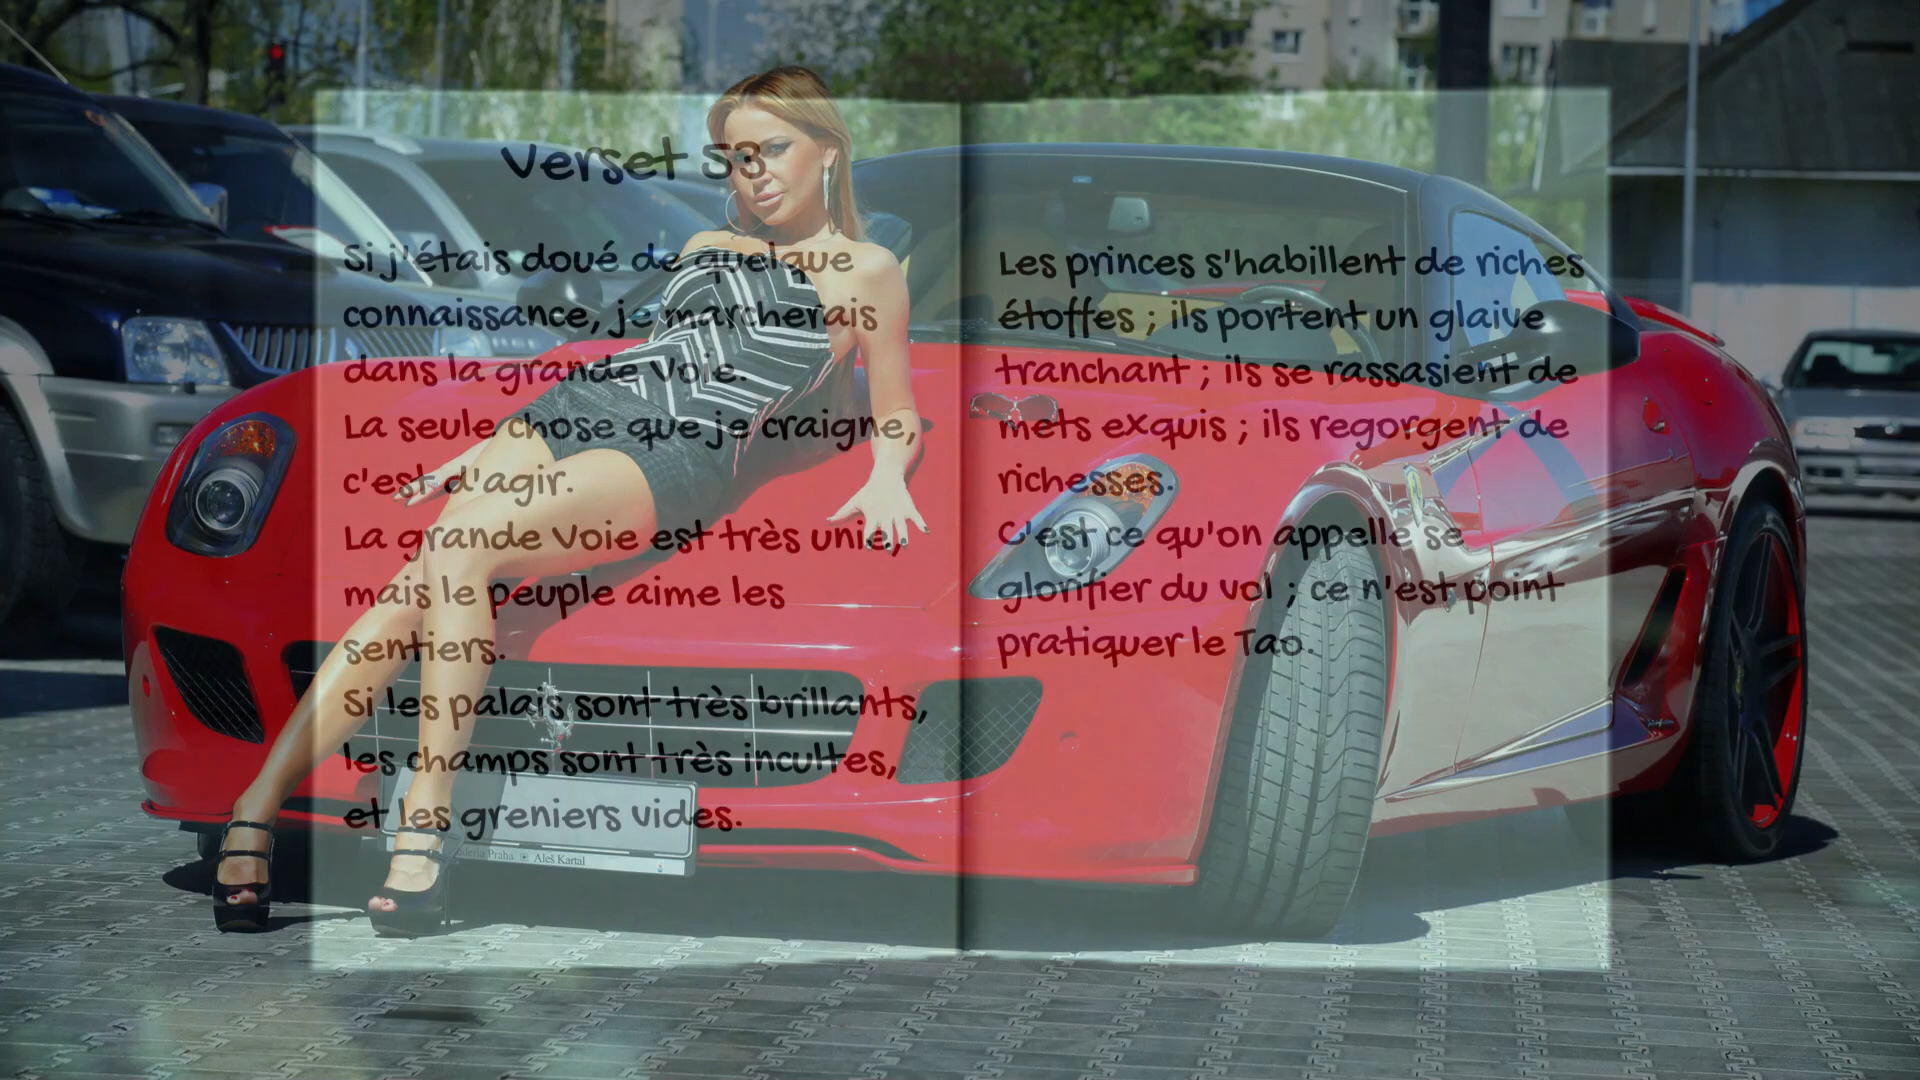 Verset 53
Si j'étais doué de quelque
connaissance, je marcherais
dans la grande Voie.
La seule chose que je craigne,
c'est d'agir.
La grande Voie est très unie,
mais le peuple aime les
sentiers.
Si les palais sont très brillants,
les champs sont très incultes,
et les greniers vides.
Les princes s'habillent de riches
étoffes ; ils portent un glaive
tranchant ; ils se rassasient de
mets exquis ; ils regorgent de
richesses.
C'est ce qu'on appelle se
glorifier du vol ; ce n'est point
pratiquer le Tao.
Praha Aleš Kartal